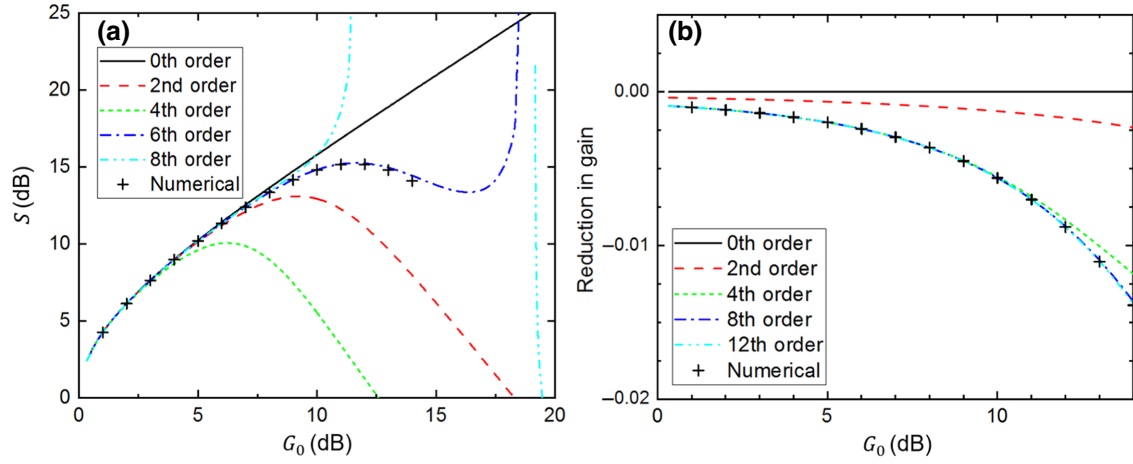 (a)
0th order
2nd order
4th order
6th order
8th order
Numerical
25
20
15
10
5
0
S (dB)
0 5 10 15 20
G₀ (dB)
(b)
0.00
−0.01
−0.02
Reduction in gain
0th order
2nd order
4th order
8th order
12th order
Numerical
0 5 10
G₀ (dB)